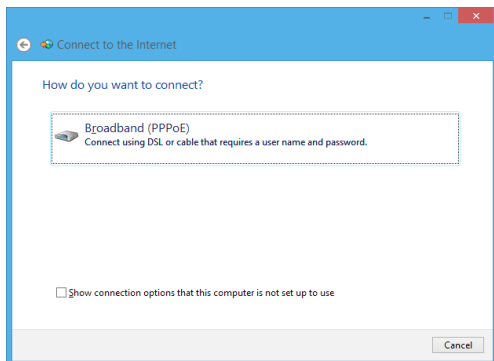 Connect to the Internet
How do you want to connect?
Broadband (PPPoE)
Connect using DSL or cable that requires a user name and password.
Show connection options that this computer is not set up to use
Cancel